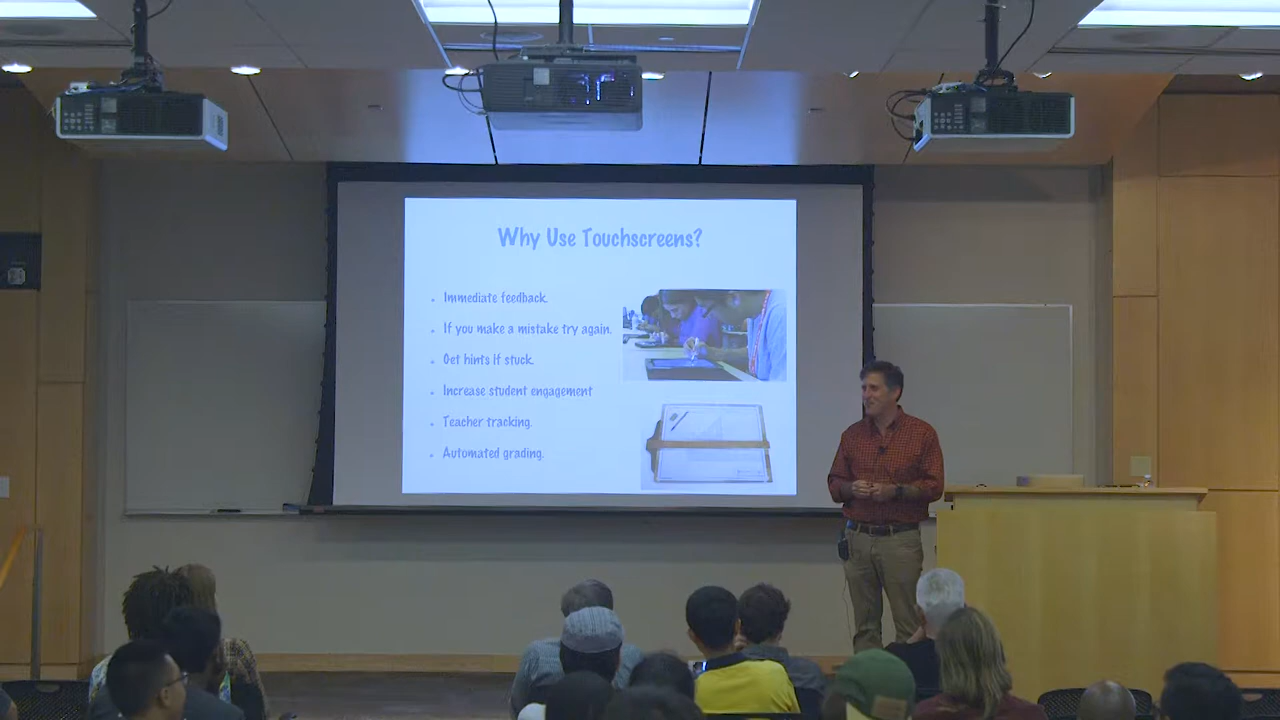 Why Use Touchscreens?
• Immediate feedback.
• If you make a mistake try again.
• Get hints if stuck.
• Increase student engagement
• Teacher tracking.
• Automated grading.